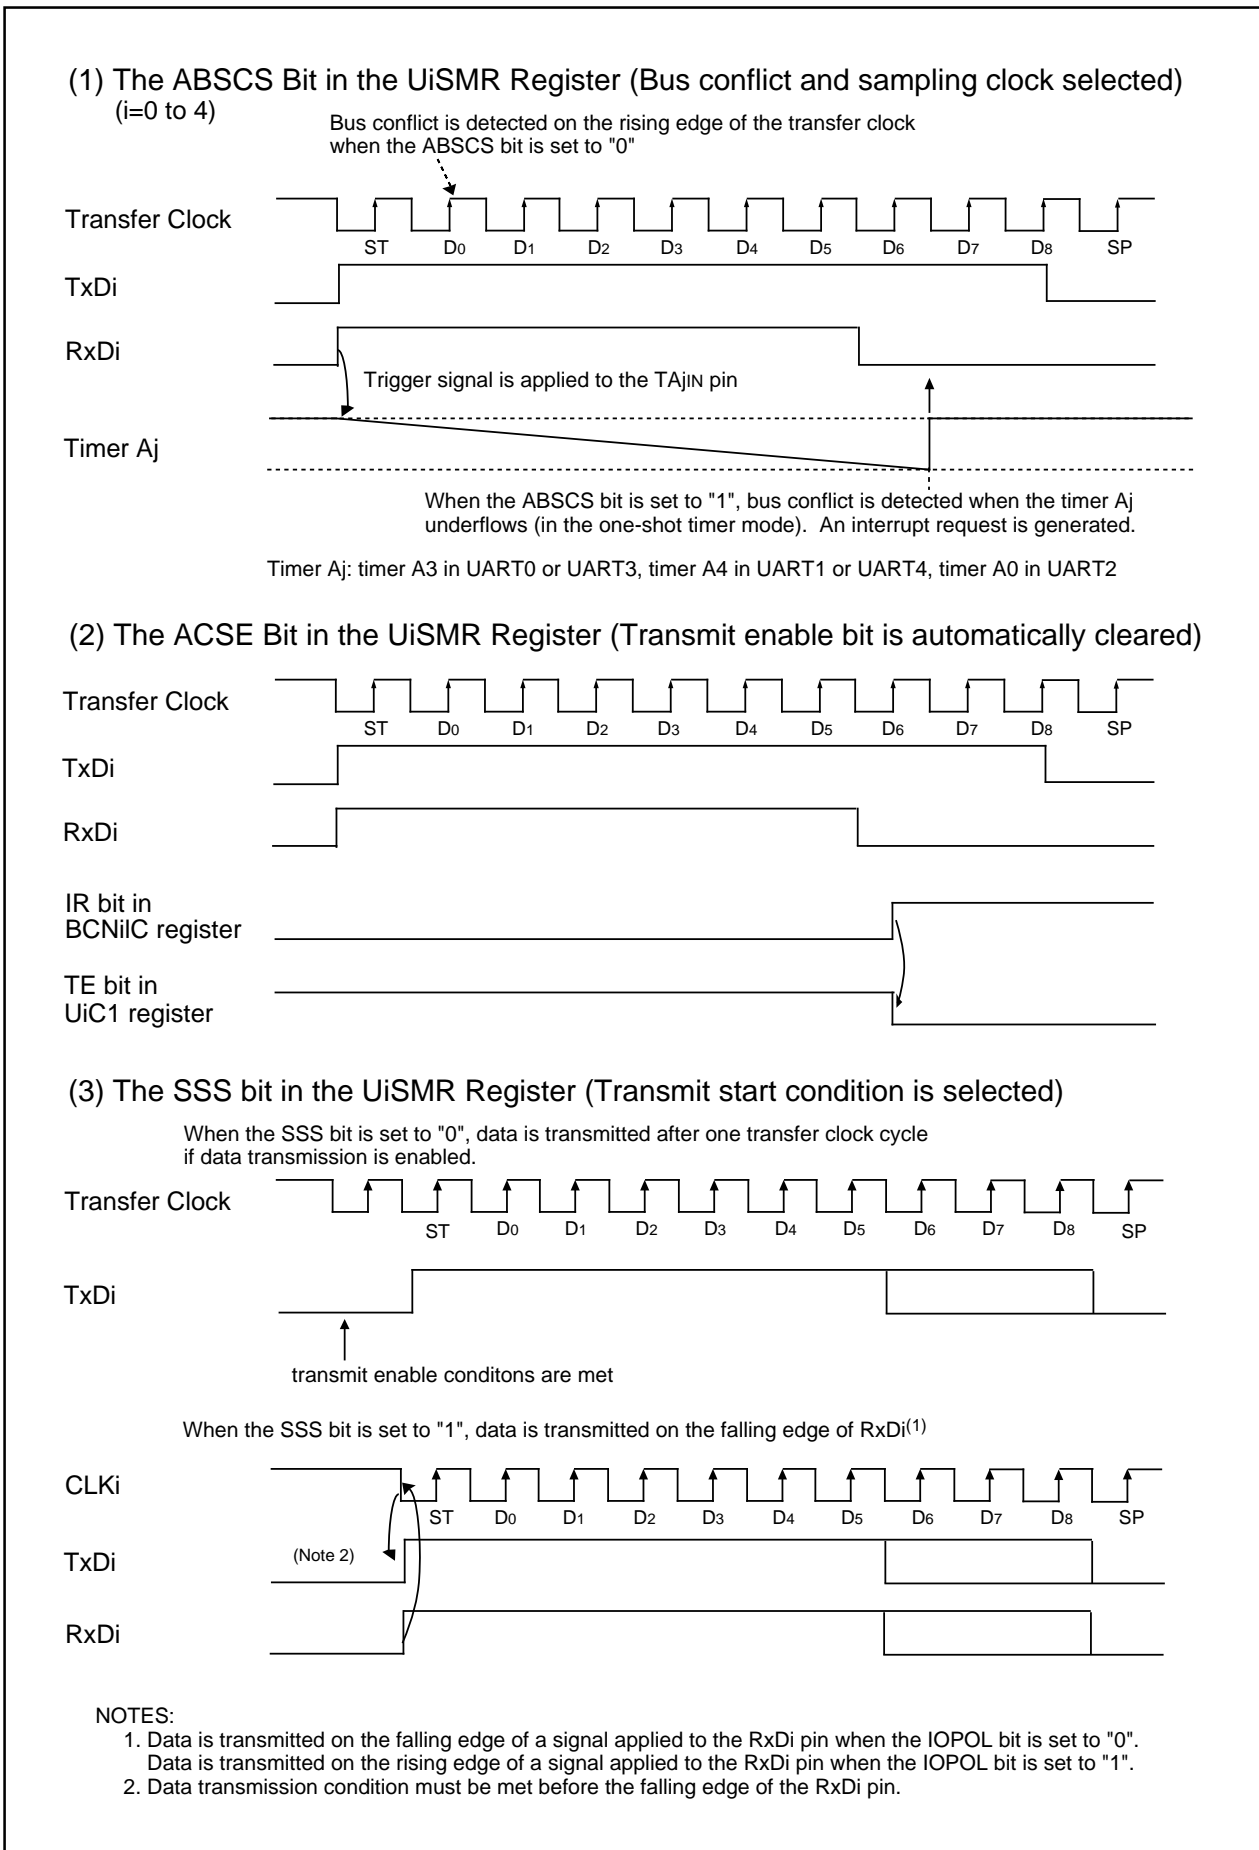 (1) The ABSCS Bit in the UiSMR Register (Bus conflict and sampling clock selected)
(i=0 to 4)
Bus conflict is detected on the rising edge of the transfer clock
when the ABSCS bit is set to "0"
Transfer Clock
ST D0 D1 D2 D3 D4 D5 D6 D7 D8 SP
TxDi
RxDi
Trigger signal is applied to the TAjIN pin
Timer Aj
When the ABSCS bit is set to "1", bus conflict is detected when the timer Aj
underflows (in the one-shot timer mode). An interrupt request is generated.
Timer Aj: timer A3 in UART0 or UART3, timer A4 in UART1 or UART4, timer A0 in UART2
(2) The ACSE Bit in the UiSMR Register (Transmit enable bit is automatically cleared)
Transfer Clock
ST D0 D1 D2 D3 D4 D5 D6 D7 D8 SP
TxDi
RxDi
IR bit in
BCNiIC register
TE bit in
UiC1 register
(3) The SSS bit in the UiSMR Register (Transmit start condition is selected)
When the SSS bit is set to "0", data is transmitted after one transfer clock cycle
if data transmission is enabled.
Transfer Clock
ST D0 D1 D2 D3 D4 D5 D6 D7 D8 SP
TxDi
transmit enable conditons are met
When the SSS bit is set to "1", data is transmitted on the falling edge of RxDi(1)
CLKi
ST D0 D1 D2 D3 D4 D5 D6 D7 D8 SP
(Note 2)
TxDi
RxDi
NOTES:
1. Data is transmitted on the falling edge of a signal applied to the RxDi pin when the IOPOL bit is set to "0".
Data is transmitted on the rising edge of a signal applied to the RxDi pin when the IOPOL bit is set to "1".
2. Data transmission condition must be met before the falling edge of the RxDi pin.